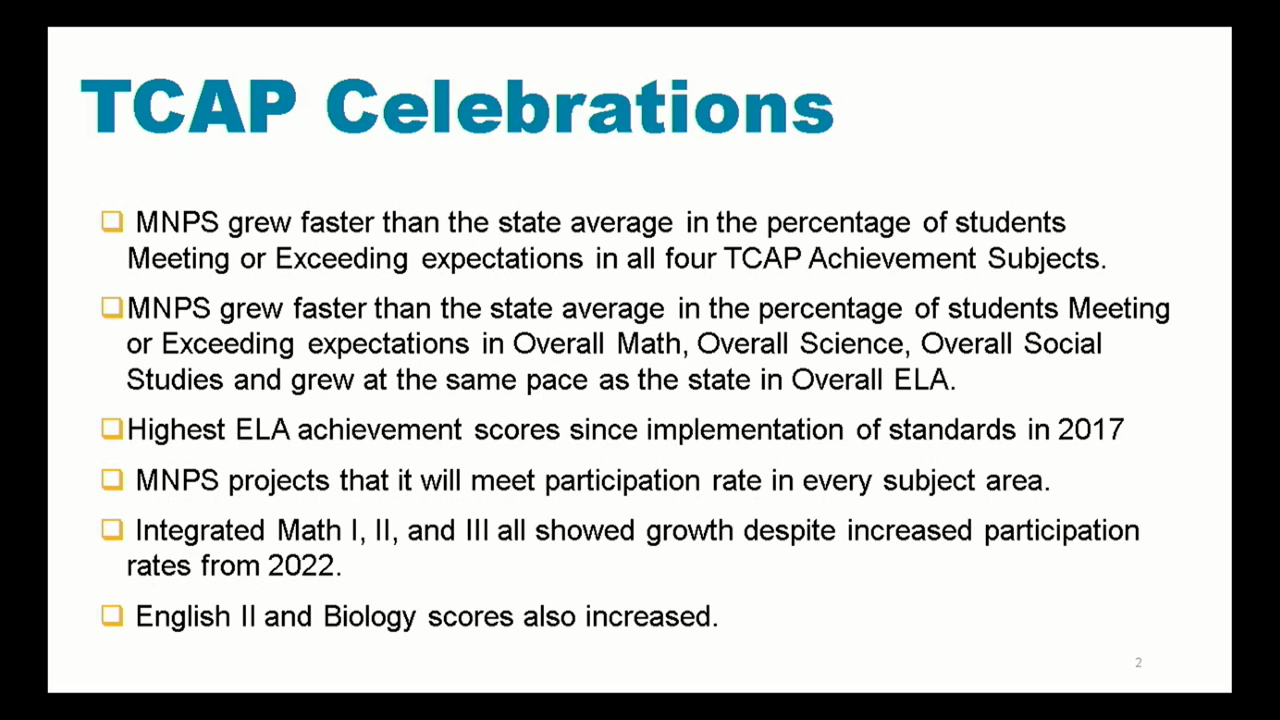 TCAP Celebrations
MNPS grew faster than the state average in the percentage of students
Meeting or Exceeding expectations in all four TCAP Achievement Subjects.
MNPS grew faster than the state average in the percentage of students Meeting
or Exceeding expectations in Overall Math, Overall Science, Overall Social
Studies and grew at the same pace as the state in Overall ELA.
Highest ELA achievement scores since implementation of standards in 2017
MNPS projects that it will meet participation rate in every subject area.
Integrated Math I, II, and III all showed growth despite increased participation
rates from 2022.
English II and Biology scores also increased.
2